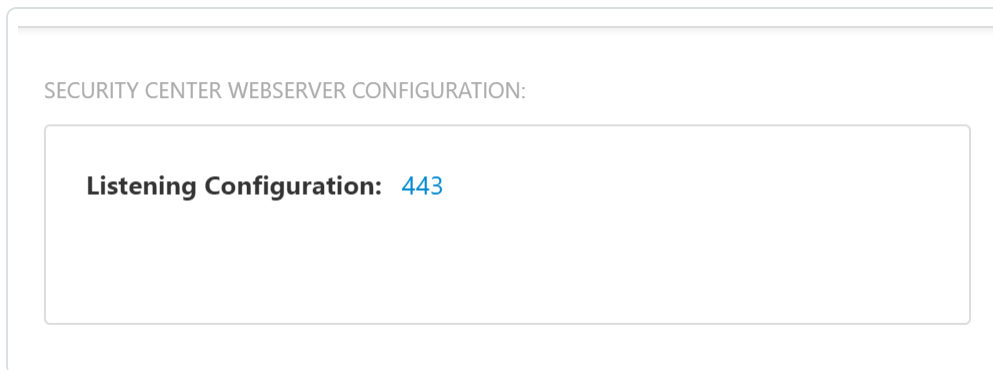 SECURITY CENTER WEBSERVER CONFIGURATION:
Listening Configuration: 443